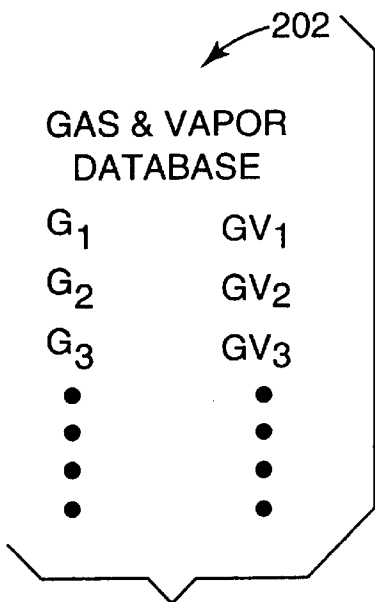 202
GAS & VAPOR
DATABASE
G₁ GV₁
G₂ GV₂
G₃ GV₃